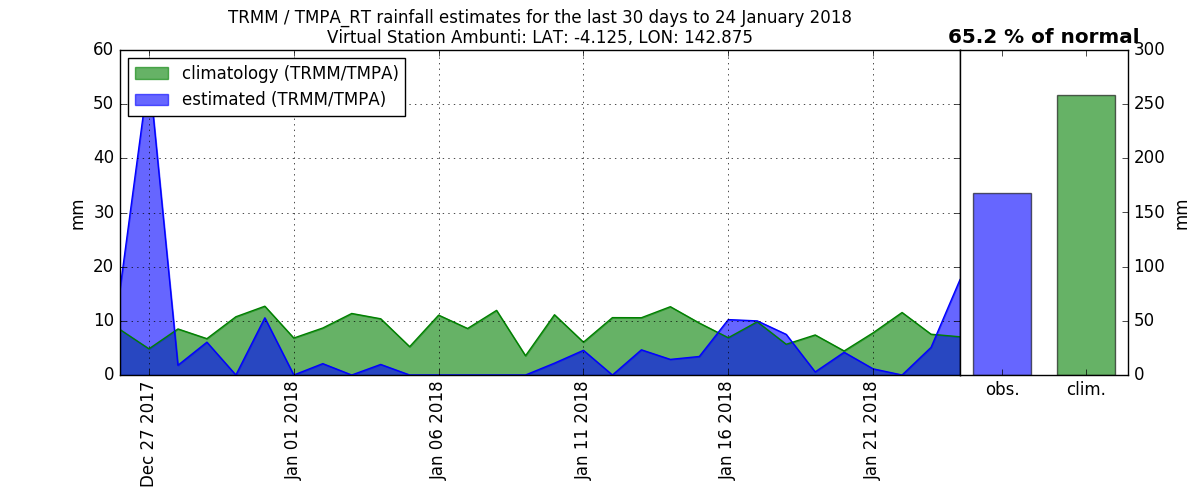 TRMM / TMPA_RT rainfall estimates for the last 30 days to 24 January 2018
Virtual Station Ambunti: LAT: -4.125, LON: 142.875
65.2 % of normal
climatology (TRMM/TMPA)
estimated (TRMM/TMPA)
60
50
40
30
20
10
0
mm
Dec 27 2017
Jan 01 2018
Jan 06 2018
Jan 11 2018
Jan 16 2018
Jan 21 2018
obs.
clim.
300
250
200
150
100
50
0
mm